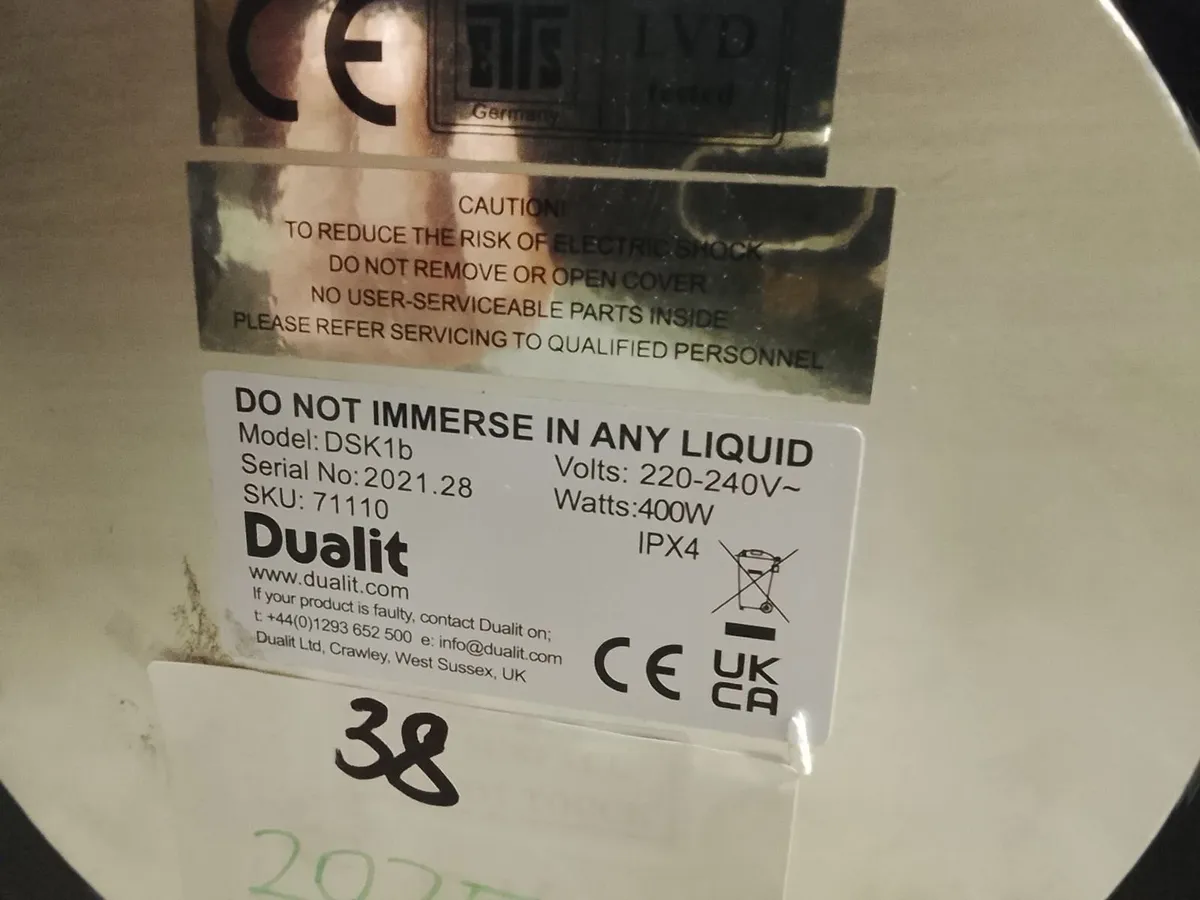 CE
ETS
Germany
LVD
tested
CAUTION!
TO REDUCE THE RISK OF ELECTRIC SHOCK
DO NOT REMOVE OR OPEN COVER
NO USER-SERVICEABLE PARTS INSIDE
PLEASE REFER SERVICING TO QUALIFIED PERSONNEL
DO NOT IMMERSE IN ANY LIQUID
Model: DSK1b
Serial No: 2021.28
SKU: 71110
Volts: 220-240V~
Watts:400W
IPX4
Dualit
www.dualit.com
If your product is faulty, contact Dualit on;
t: +44(0)1293 652 500 e: info@dualit.com
Dualit Ltd, Crawley, West Sussex, UK
CE
UK
CA
38